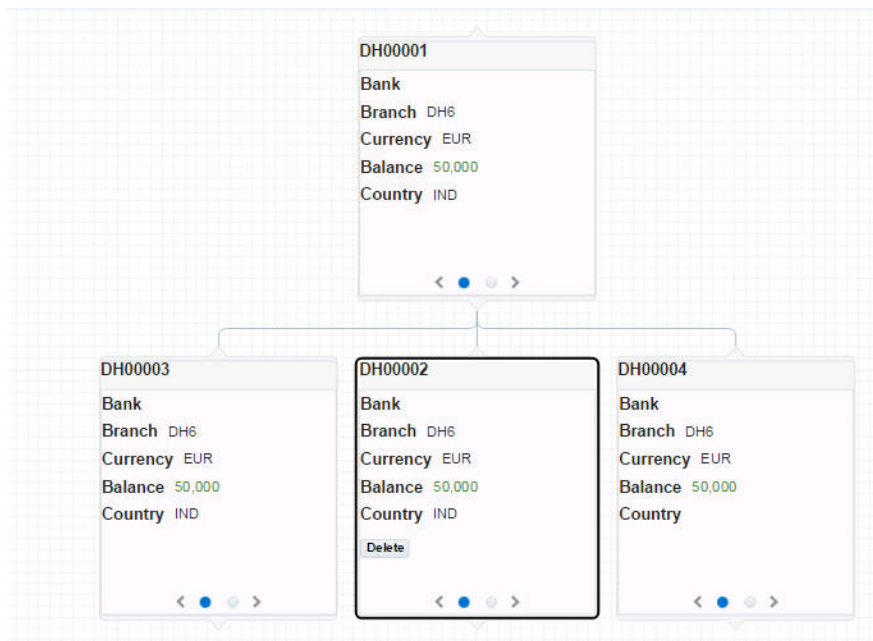 DH00001
Bank
Branch DH6
Currency EUR
Balance 50,000
Country IND
DH00003
Bank
Branch DH6
Currency EUR
Balance 50,000
Country IND
DH00002
Bank
Branch DH6
Currency EUR
Balance 50,000
Country IND
Delete
DH00004
Bank
Branch DH6
Currency EUR
Balance 50,000
Country